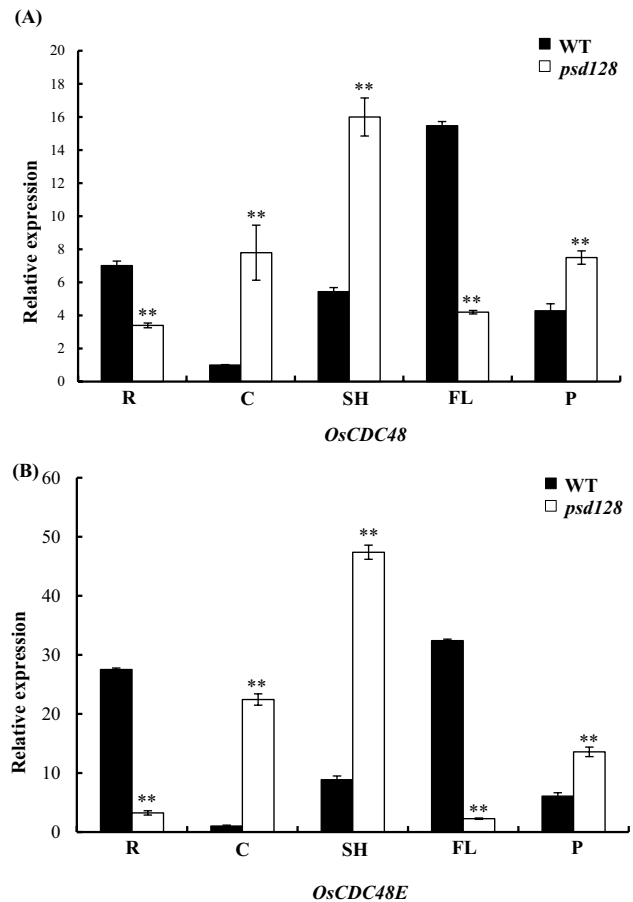 (A)
WT
psd128
Relative expression
20
18
16
14
12
10
8
6
4
2
0
**
**
**
**
**
R C SH FL P
OsCDC48
(B)
WT
psd128
Relative expression
60
50
40
30
20
10
0
**
**
**
**
**
R C SH FL P
OsCDC48E